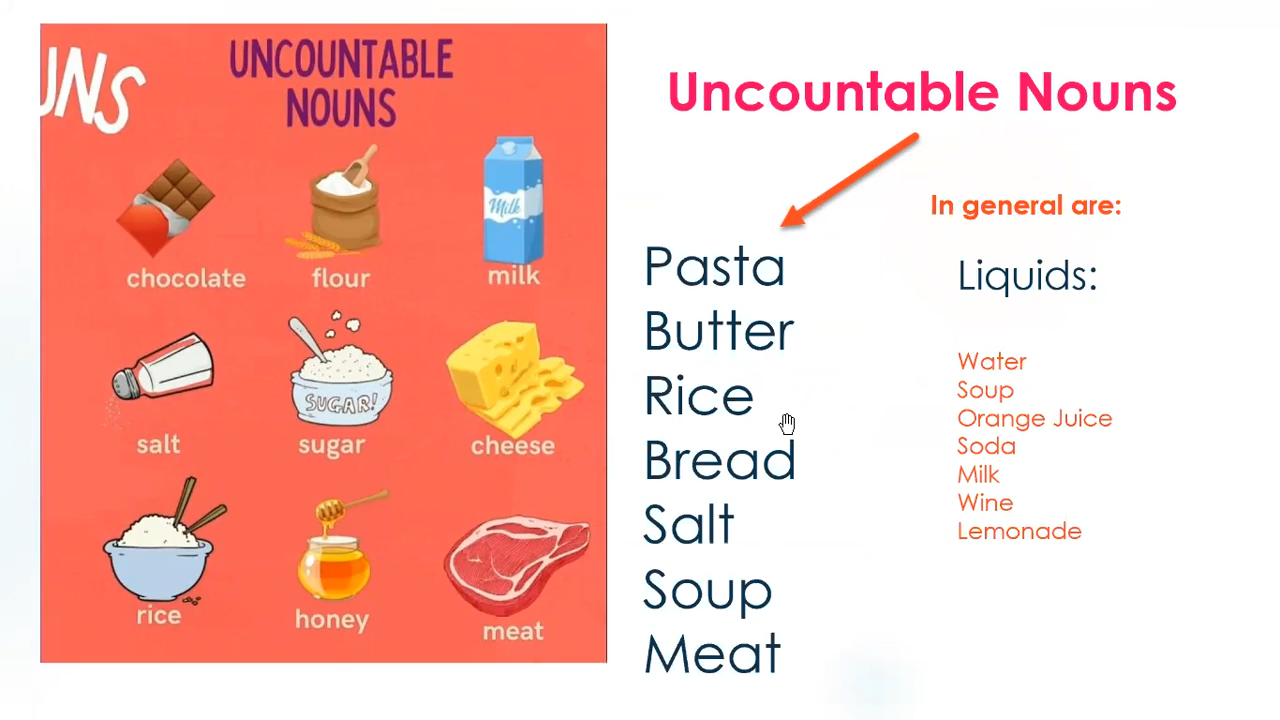 UNS
UNCOUNTABLE
NOUNS
chocolate
flour
Milk
milk
salt
SUGAR!
sugar
cheese
rice
honey
meat
Uncountable Nouns
In general are:
Pasta
Butter
Rice
Bread
Salt
Soup
Meat
Liquids:
Water
Soup
Orange Juice
Soda
Milk
Wine
Lemonade